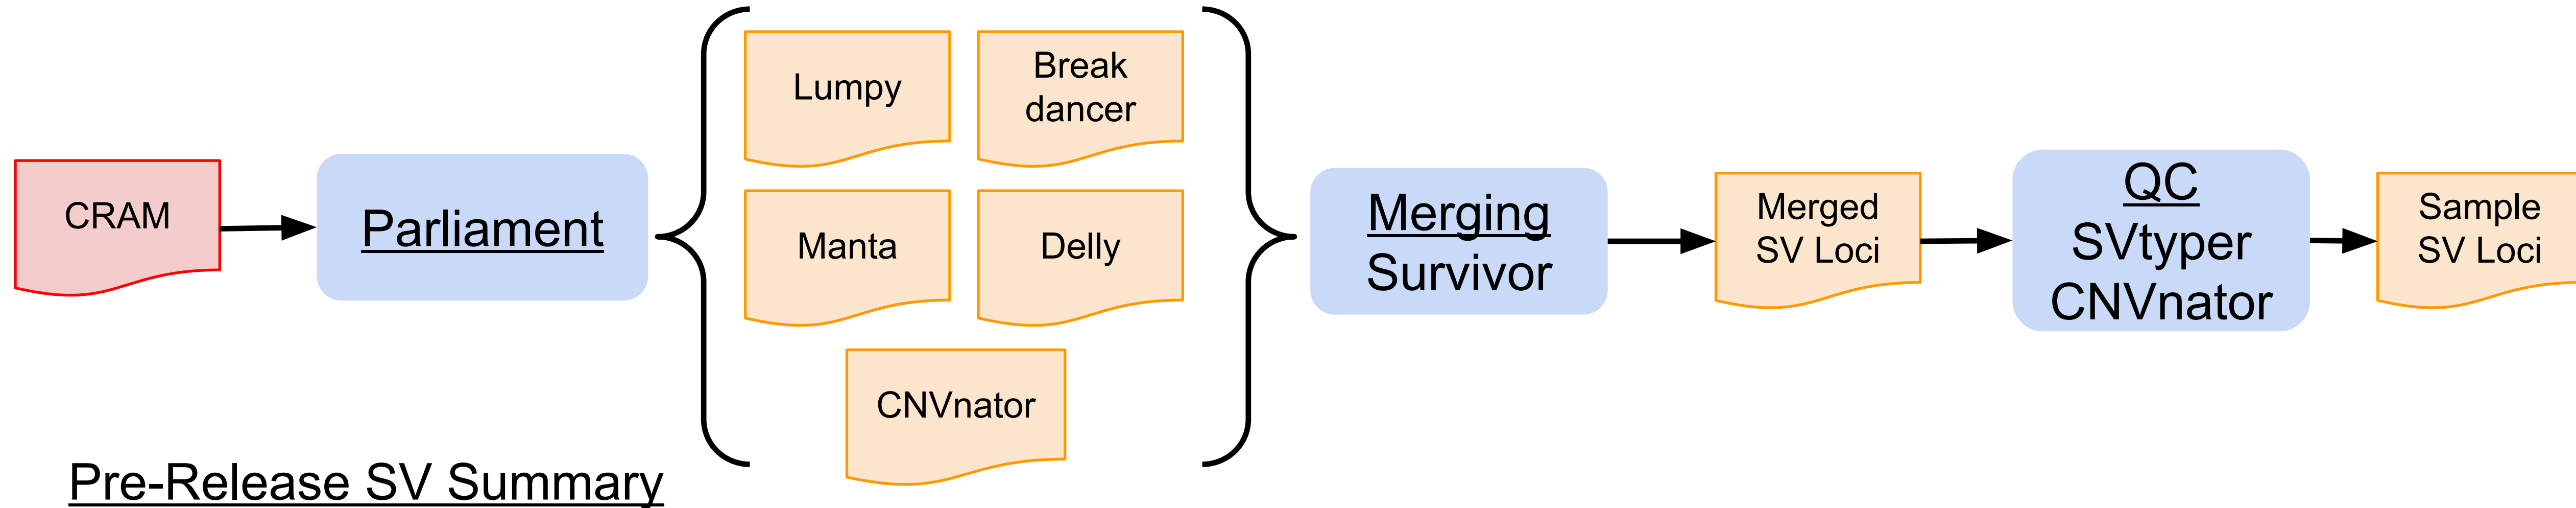 CRAM
Parliament
Lumpy
Break
dancer
Manta
Delly
CNVnator
Merging
Survivor
Merged
SV Loci
QC
SVtyper
CNVnator
Sample
SV Loci
Pre-Release SV Summary